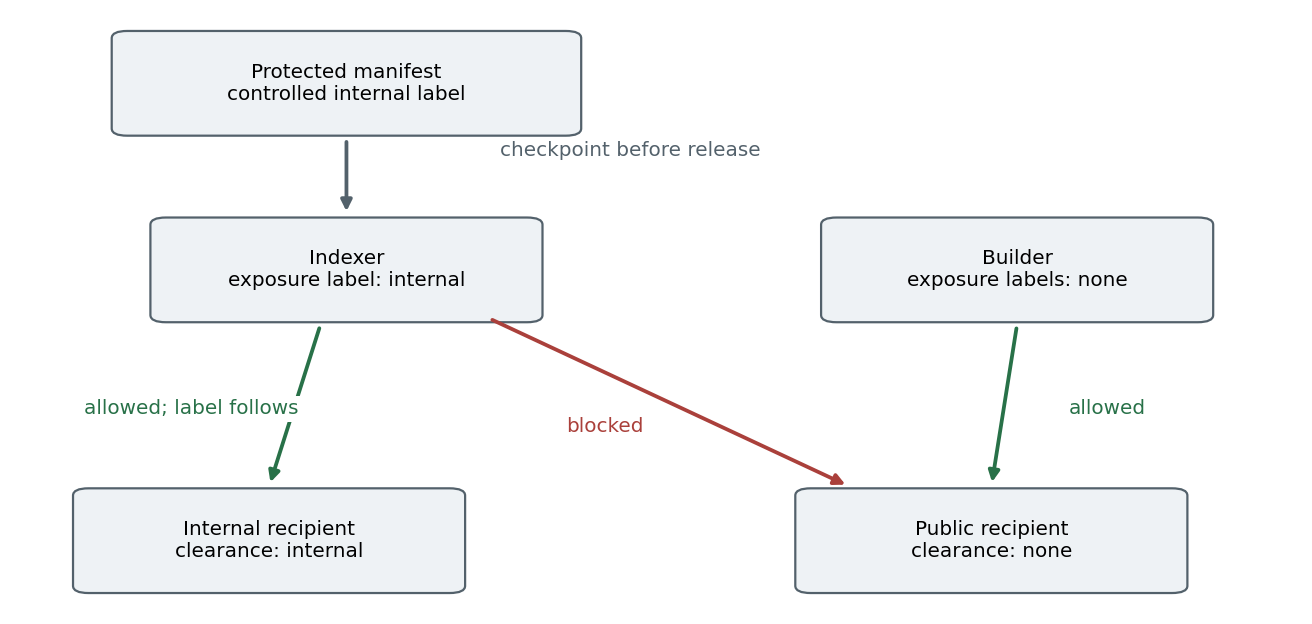 Protected manifest
controlled internal label
checkpoint before release
Indexer
exposure label: internal
Builder
exposure labels: none
allowed; label follows
blocked
allowed
Internal recipient
clearance: internal
Public recipient
clearance: none